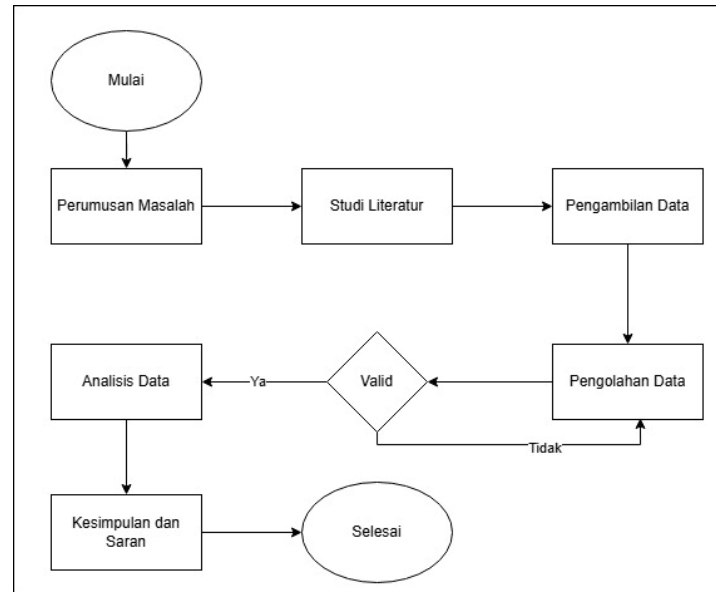 Mulai
Perumusan Masalah
Studi Literatur
Pengambilan Data
Pengolahan Data
Valid
Tidak
Ya
Analisis Data
Kesimpulan dan
Saran
Selesai